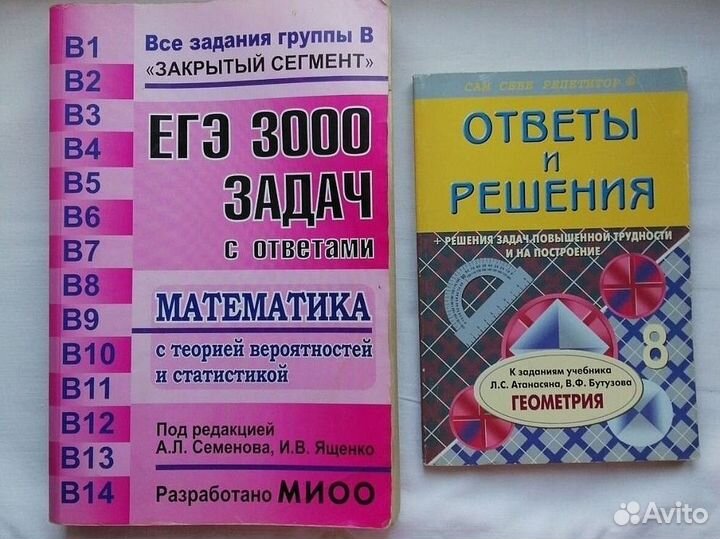 B1
B2
B3
B4
B5
B6
B7
B8
B9
B10
B11
B12
B13
B14
Все задания группы В
«ЗАКРЫТЫЙ СЕГМЕНТ»
ЕГЭ 3000
ЗАДАЧ
с ответами
МАТЕМАТИКА
с теорией вероятностей
и статистикой
Под редакцией
А.Л. Семенова, И.В. Ященко
Разработано МИОО
САМ СЕБЕ РЕПЕТИТОР ®
ОТВЕТЫ
И
РЕШЕНИЯ
+ РЕШЕНИЯ ЗАДАЧ ПОВЫШЕННОЙ ТРУДНОСТИ
И НА ПОСТРОЕНИЕ
8
К заданиям учебника
Л.С. Атанасяна, В.Ф. Бутузова
ГЕОМЕТРИЯ
Avito